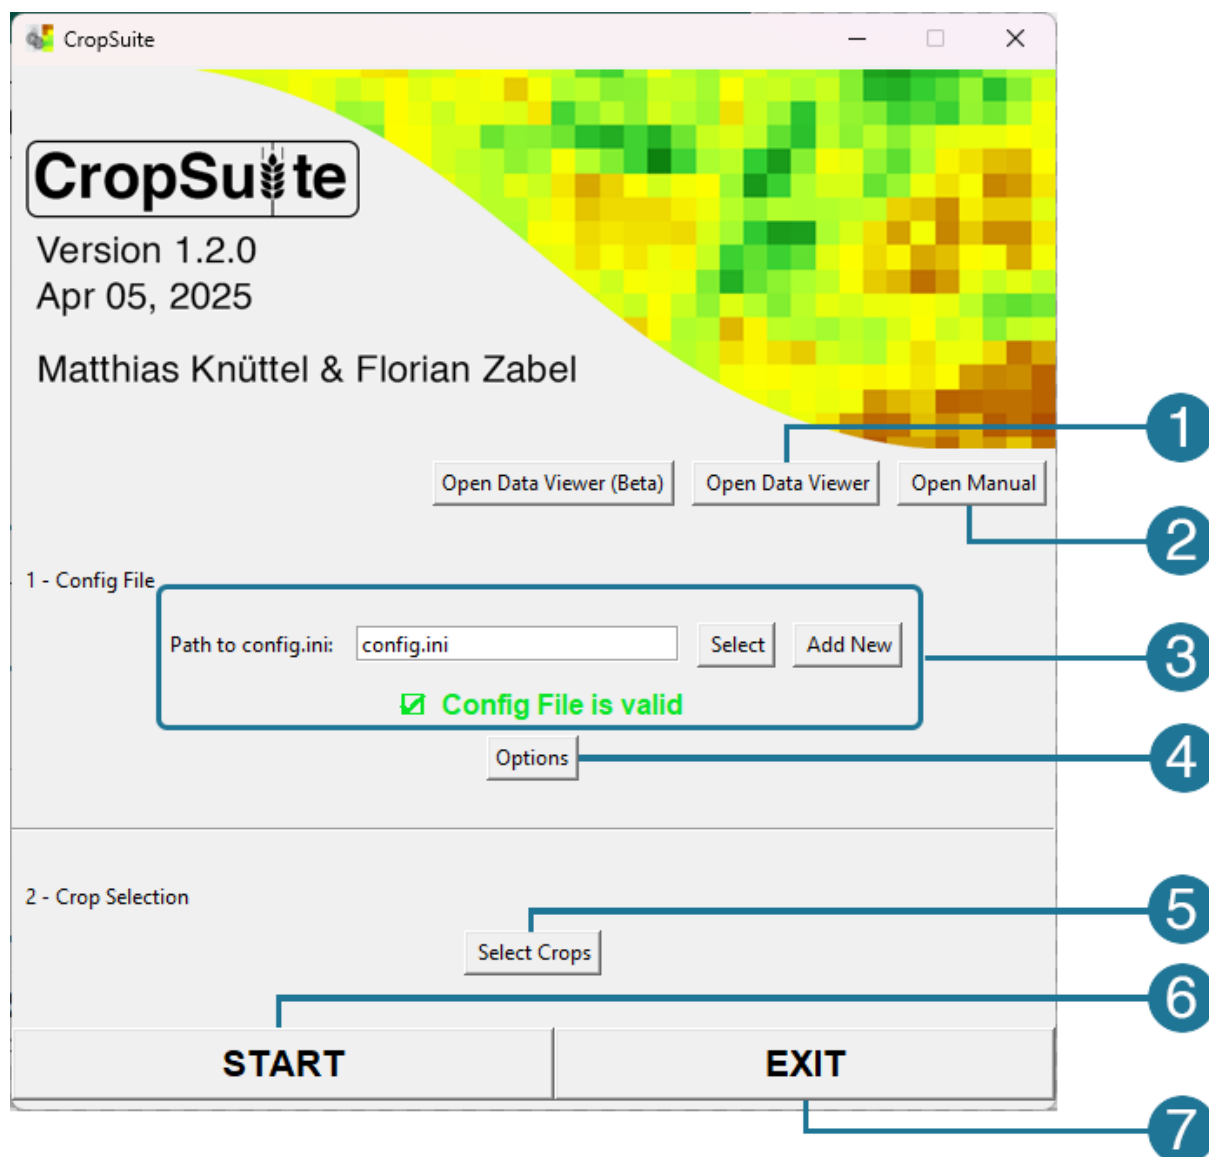 CropSuite
CropSuite
Version 1.2.0
Apr 05, 2025
Matthias Knüttel & Florian Zabel
1
Open Data Viewer (Beta) Open Data Viewer Open Manual
2
1 - Config File
Path to config.ini: config.ini Select Add New
3
Config File is valid
Options
4
2 - Crop Selection
5
Select Crops
6
START EXIT
7